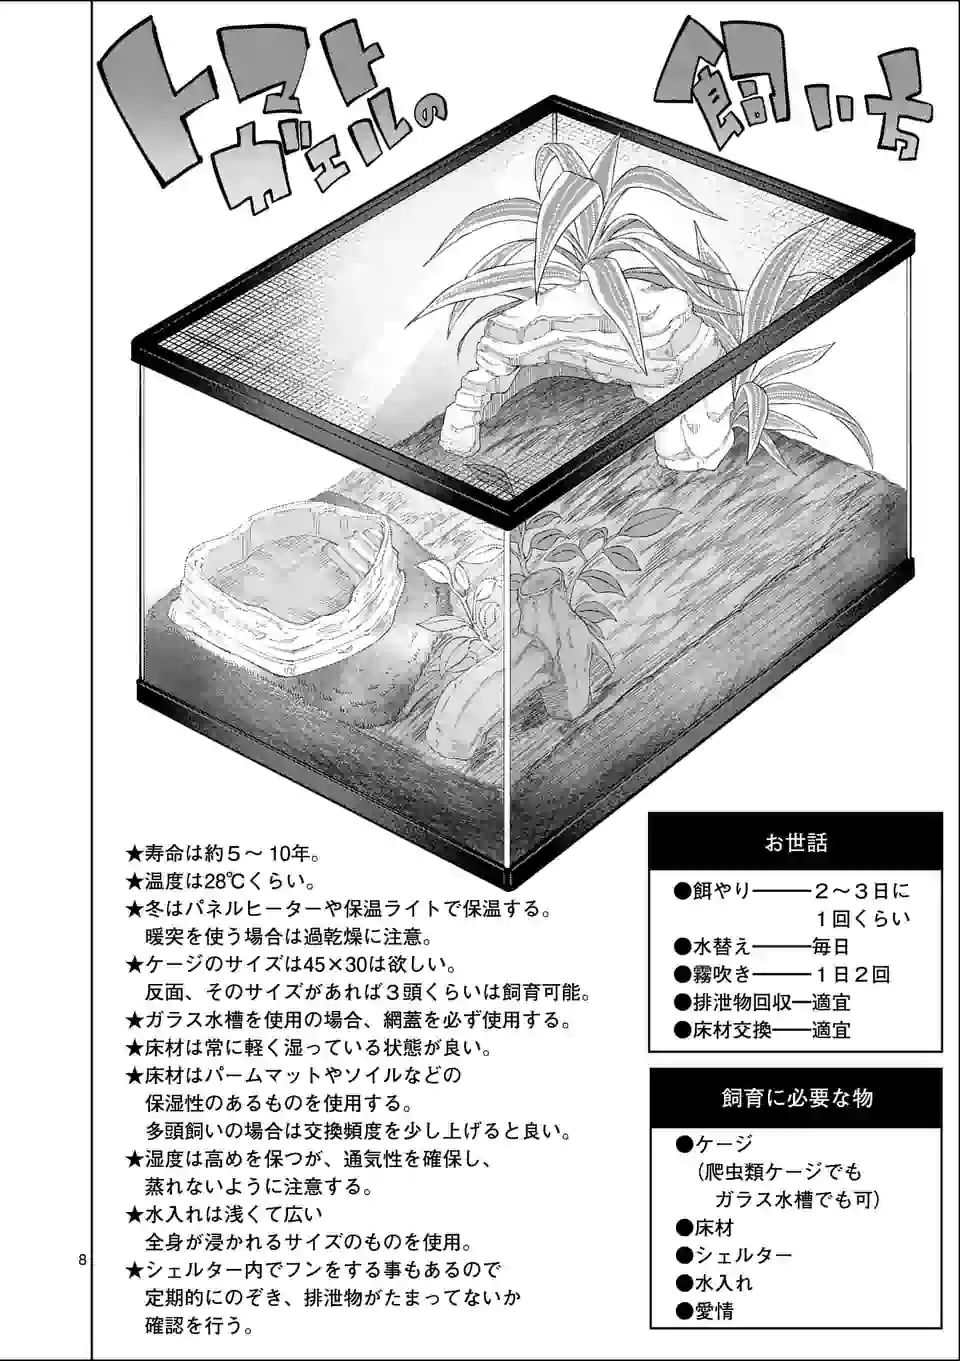 トマト
ガエルの
飼い方
★寿命は約５～10年。
★温度は28℃くらい。
★冬はパネルヒーターや保温ライトで保温する。
暖突を使う場合は過乾燥に注意。
★ケージのサイズは45×30は欲しい。
反面、そのサイズがあれば３頭くらいは飼育可能。
★ガラス水槽を使用の場合、網蓋を必ず使用する。
★床材は常に軽く湿っている状態が良い。
★床材はパームマットやソイルなどの
保湿性のあるものを使用する。
多頭飼いの場合は交換頻度を少し上げると良い。
★湿度は高めを保つが、通気性を確保し、
蒸れないように注意する。
★水入れは浅くて広い
全身が浸かれるサイズのものを使用。
★シェルター内でフンをする事もあるので
定期的にのぞき、排泄物がたまってないか
確認を行う。
お世話
●餌やり―――２～３日に
１回くらい
●水替え―――毎日
●霧吹き―――１日２回
●排泄物回収―適宜
●床材交換――適宜
飼育に必要な物
●ケージ
（爬虫類ケージでも
ガラス水槽でも可）
●床材
●シェルター
●水入れ
●愛情
8